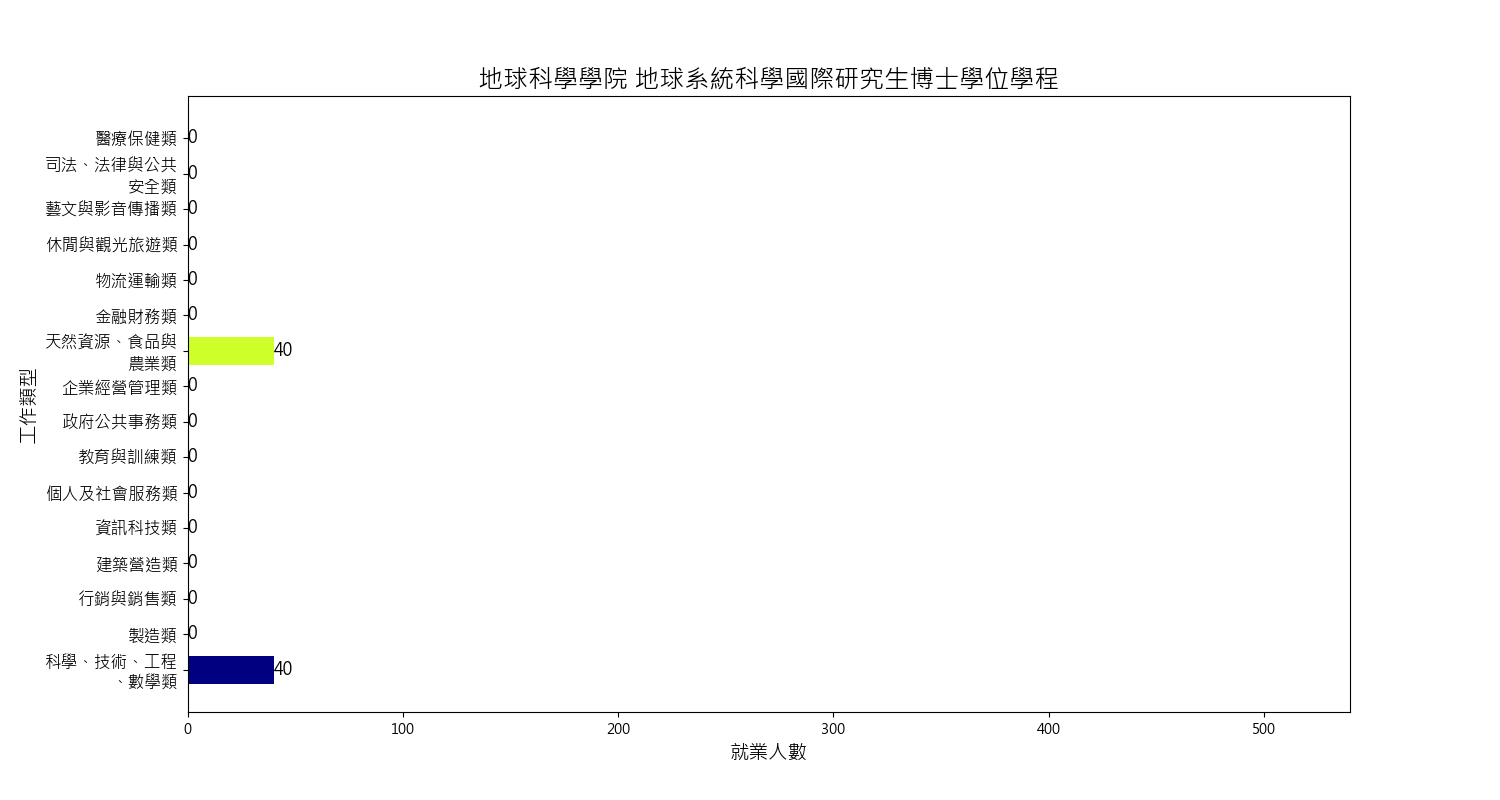 地球科學學院 地球系統科學國際研究生博士學位學程
醫療保健類 0
司法、法律與公共
安全類 0
藝文與影音傳播類 0
休閒與觀光旅遊類 0
物流運輸類 0
金融財務類 0
天然資源、食品與
農業類 40
企業經營管理類 0
政府公共事務類 0
教育與訓練類 0
個人及社會服務類 0
資訊科技類 0
建築營造類 0
行銷與銷售類 0
製造類 0
科學、技術、工程
、數學類 40
工作類型
0 100 200 300 400 500
就業人數